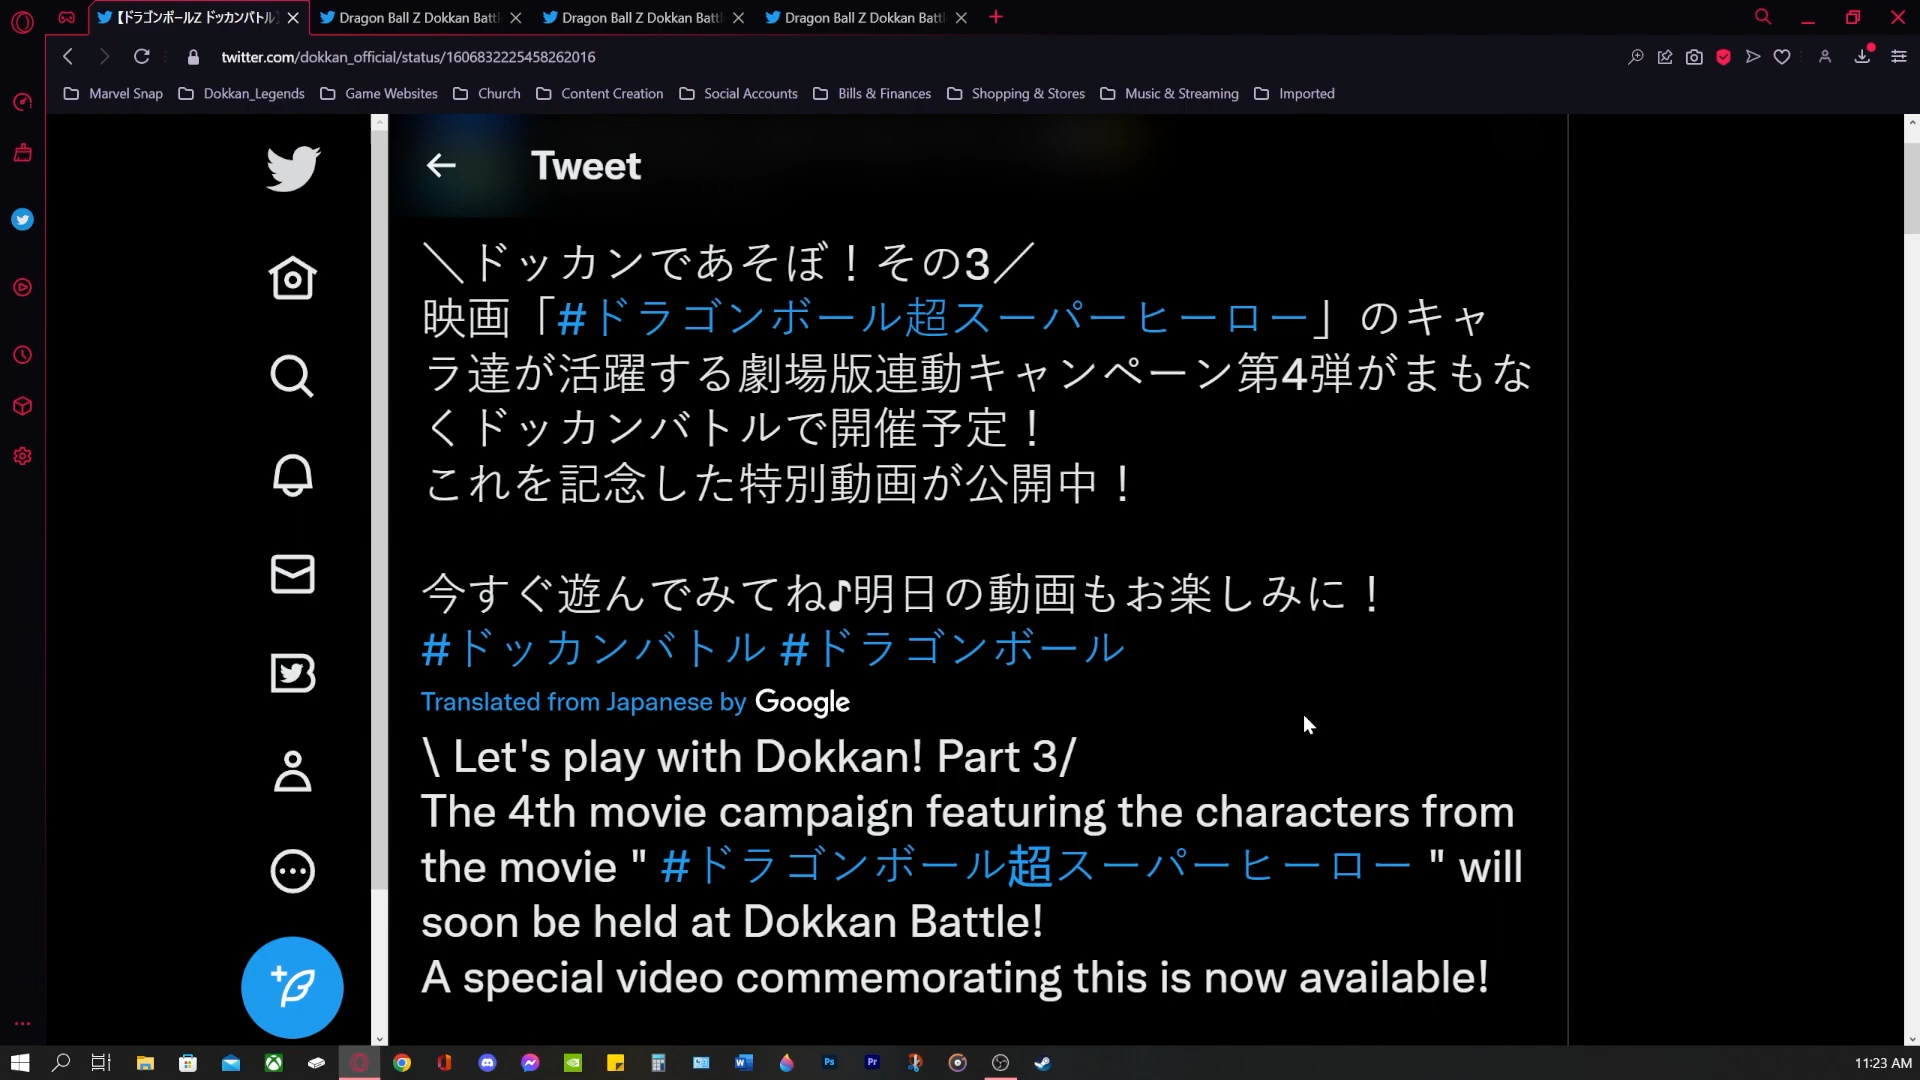 【ドラゴンボールZ ドッカンバトル
Dragon Ball Z Dokkan Battl
Dragon Ball Z Dokkan Battl
Dragon Ball Z Dokkan Battl
twitter.com/dokkan_official/status/1606832225458262016
Marvel Snap
Dokkan_Legends
Game Websites
Church
Content Creation
Social Accounts
Bills & Finances
Shopping & Stores
Music & Streaming
Imported
Tweet
＼ドッカンであそぼ！その3／
映画「#ドラゴンボール超スーパーヒーロー」のキャ
ラ達が活躍する劇場版連動キャンペーン第4弾がまもな
くドッカンバトルで開催予定！
これを記念した特別動画が公開中！
今すぐ遊んでみてね♪明日の動画もお楽しみに！
#ドッカンバトル #ドラゴンボール
Translated from Japanese by Google
\ Let's play with Dokkan! Part 3/
The 4th movie campaign featuring the characters from
the movie " #ドラゴンボール超スーパーヒーロー " will
soon be held at Dokkan Battle!
A special video commemorating this is now available!
Ps
Pr
11:23 AM